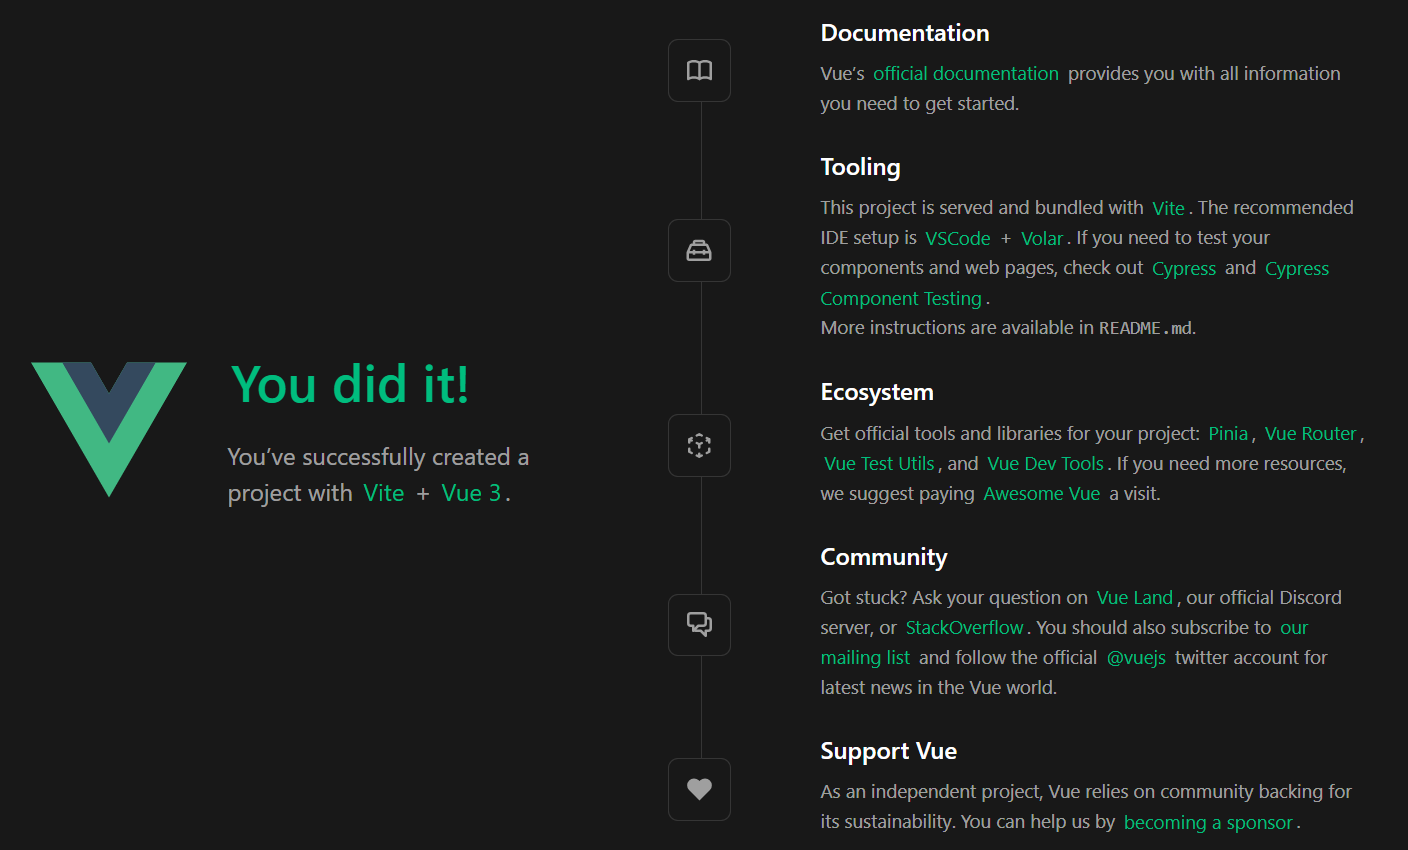 You did it!
You’ve successfully created a
project with Vite + Vue 3.
Documentation
Vue’s official documentation provides you with all information
you need to get started.
Tooling
This project is served and bundled with Vite. The recommended
IDE setup is VSCode + Volar. If you need to test your
components and web pages, check out Cypress and Cypress
Component Testing.
More instructions are available in README.md.
Ecosystem
Get official tools and libraries for your project: Pinia, Vue Router,
Vue Test Utils, and Vue Dev Tools. If you need more resources,
we suggest paying Awesome Vue a visit.
Community
Got stuck? Ask your question on Vue Land, our official Discord
server, or StackOverflow. You should also subscribe to our
mailing list and follow the official @vuejs twitter account for
latest news in the Vue world.
Support Vue
As an independent project, Vue relies on community backing for
its sustainability. You can help us by becoming a sponsor.